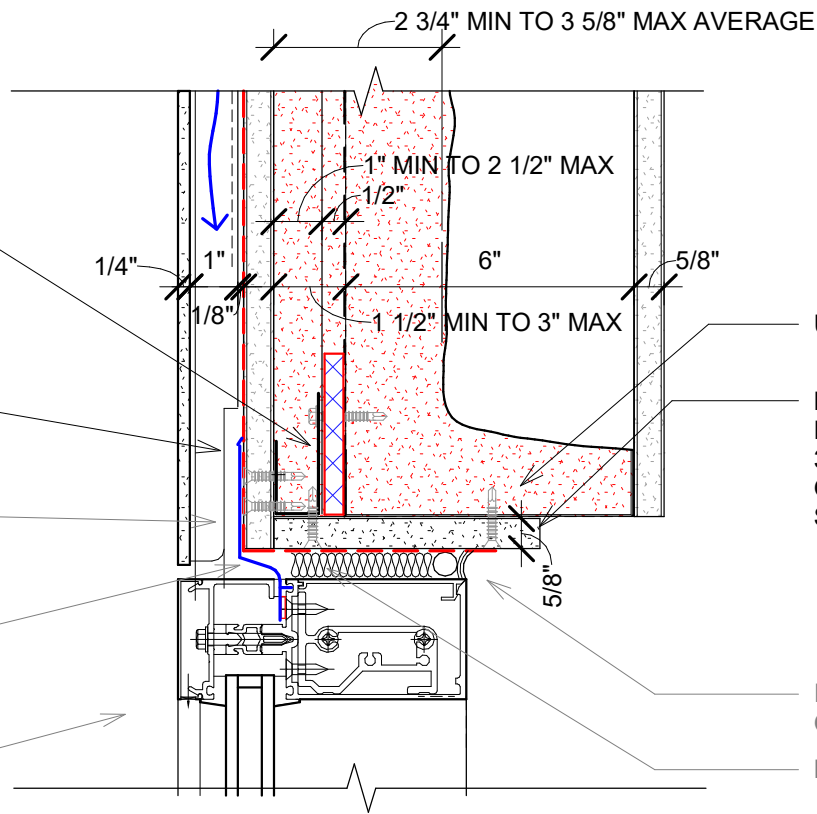 2 3/4" MIN TO 3 5/8" MAX AVERAGE
1" MIN TO 2 1/2" MAX
1/2"
1/4"
1"
6"
5/8"
1/8"
1 1/2" MIN TO 3" MAX
5/8"